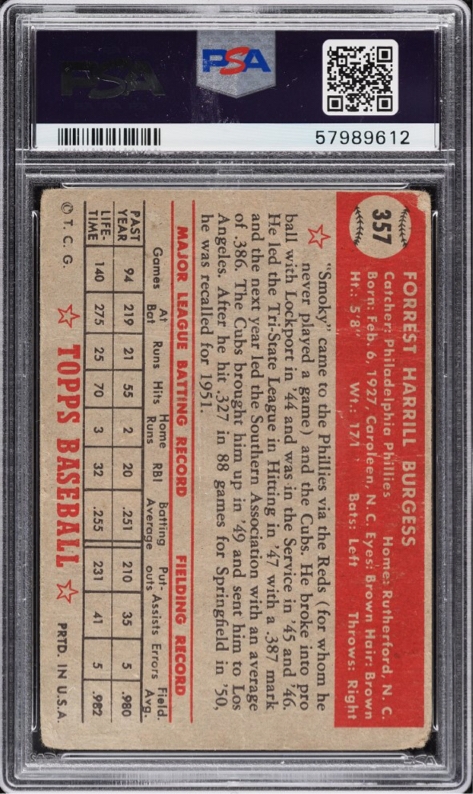 PSA
PSA
57989612
357
FORREST HARRILL BURGESS
Catcher: Philadelphia Phillies Home: Rutherford, N. C.
Born: Feb. 6, 1927, Caroleen, N. C. Eyes: Brown Hair: Brown
Ht.: 5'8" Wt.: 171 Bats: Left Throws: Right
"Smoky" came to the Phillies via the Reds (for whom he
never played a game) and the Cubs. He broke into pro
ball with Lockport in '44 and was in the Service in '45 and '46.
He led the Tri-State League in Hitting in '47 with a .387 mark
and the next year led the Southern Association with an average
of .386. The Cubs brought him up in '49 and sent him to Los
Angeles. After he hit .327 in 88 games for Springfield in '50,
he was recalled for 1951.
MAJOR LEAGUE BATTING RECORD FIELDING RECORD
Games At Bat Runs Hits Home Runs RBI Batting Average Put-outs Assists Errors Field. Avg.
PAST YEAR 94 219 21 55 2 20 .251 210 35 5 .980
LIFE-TIME 140 275 25 70 3 32 .255 231 41 5 .982
© T. C. G. TOPPS BASEBALL PRTD. IN U.S.A.